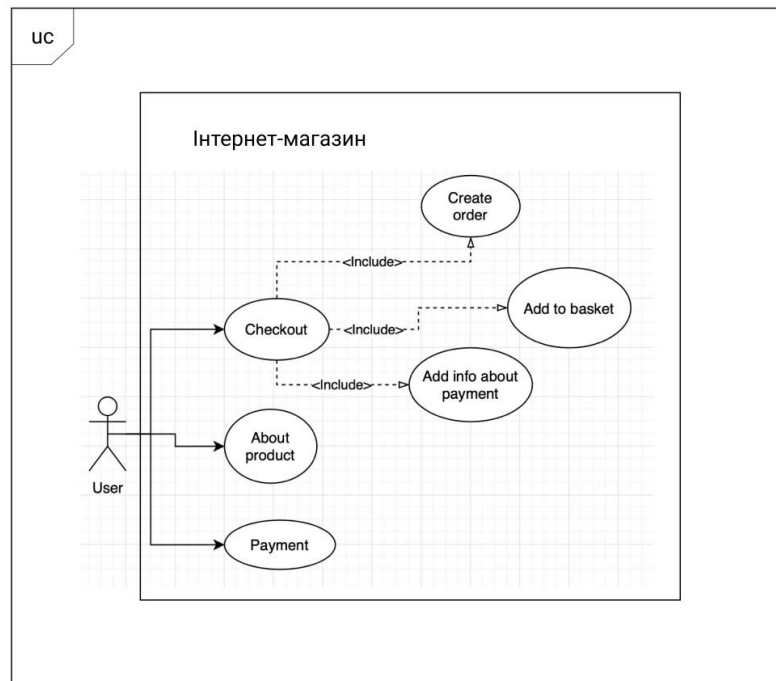 uc
Інтернет-магазин
Create
order
<Include>
Checkout
<Include>
Add to basket
<Include>
Add info about
payment
About
product
User
Payment